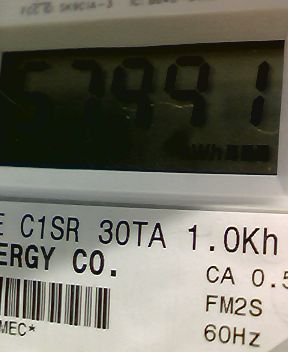 57991
kWh
E C1SR 30TA 1.0Kh
ERGY CO.
CA 0.5
FM2S
MEC*
60Hz